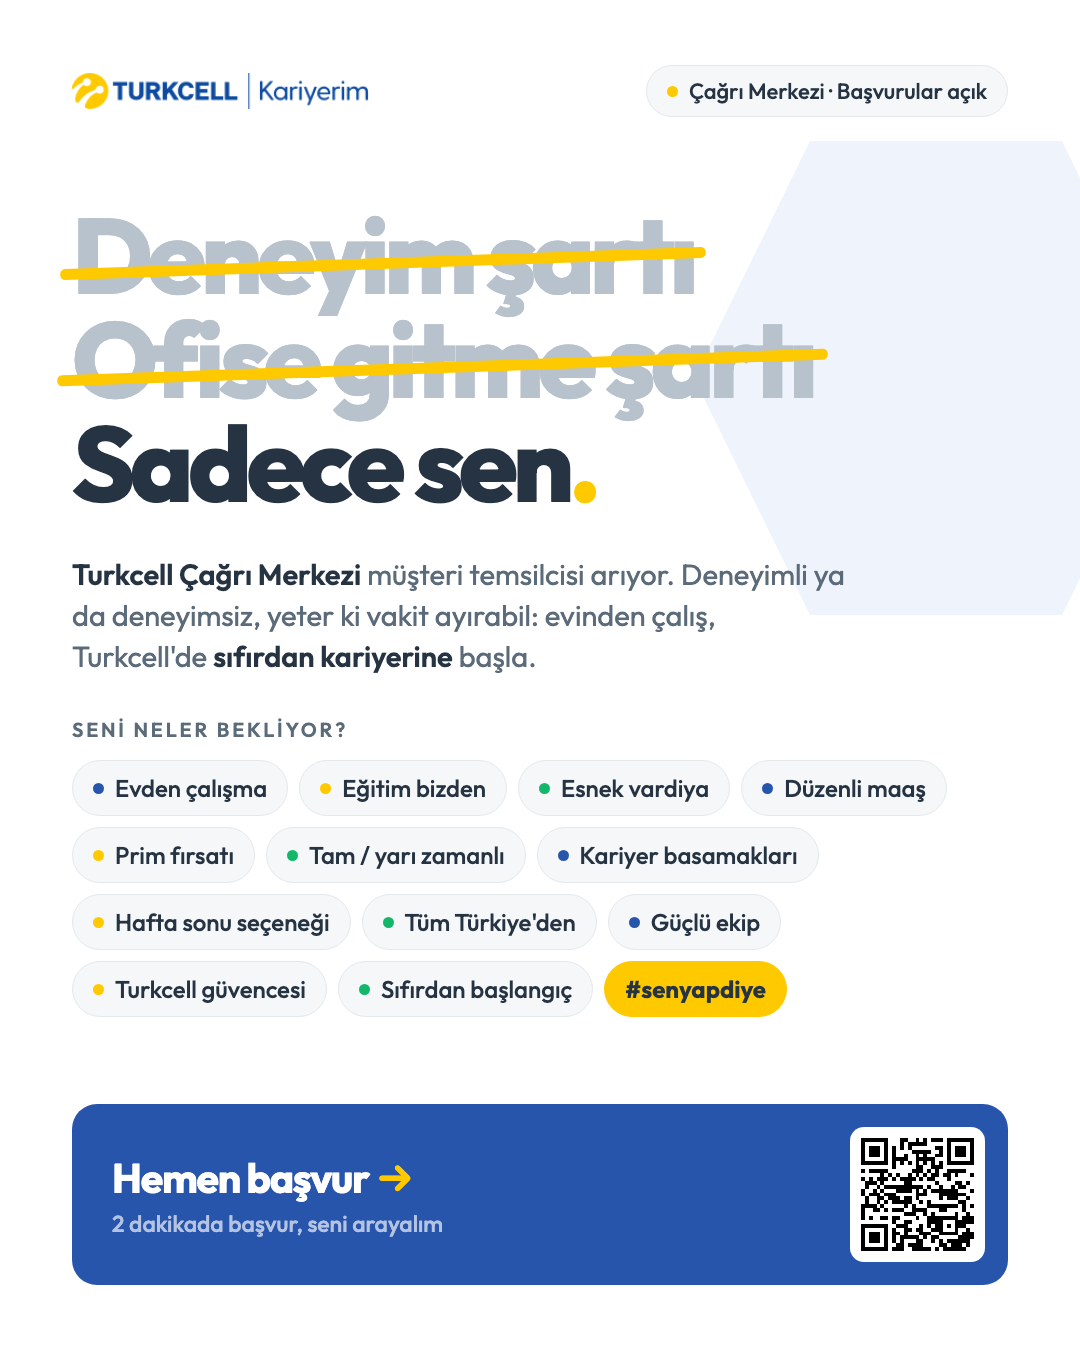 TURKCELL | Kariyerim
Çağrı Merkezi · Başvurular açık
Deneyim şartı
Ofise gitme şartı
Sadece sen.
Turkcell Çağrı Merkezi müşteri temsilcisi arıyor. Deneyimli ya
da deneyimsiz, yeter ki vakit ayırabil: evinden çalış,
Turkcell'de sıfırdan kariyerine başla.
SENİ NELER BEKLİYOR?
Evden çalışma
Eğitim bizden
Esnek vardiya
Düzenli maaş
Prim fırsatı
Tam / yarı zamanlı
Kariyer basamakları
Hafta sonu seçeneği
Tüm Türkiye'den
Güçlü ekip
Turkcell güvencesi
Sıfırdan başlangıç
#senyapdiye
Hemen başvur →
2 dakikada başvur, seni arayalım